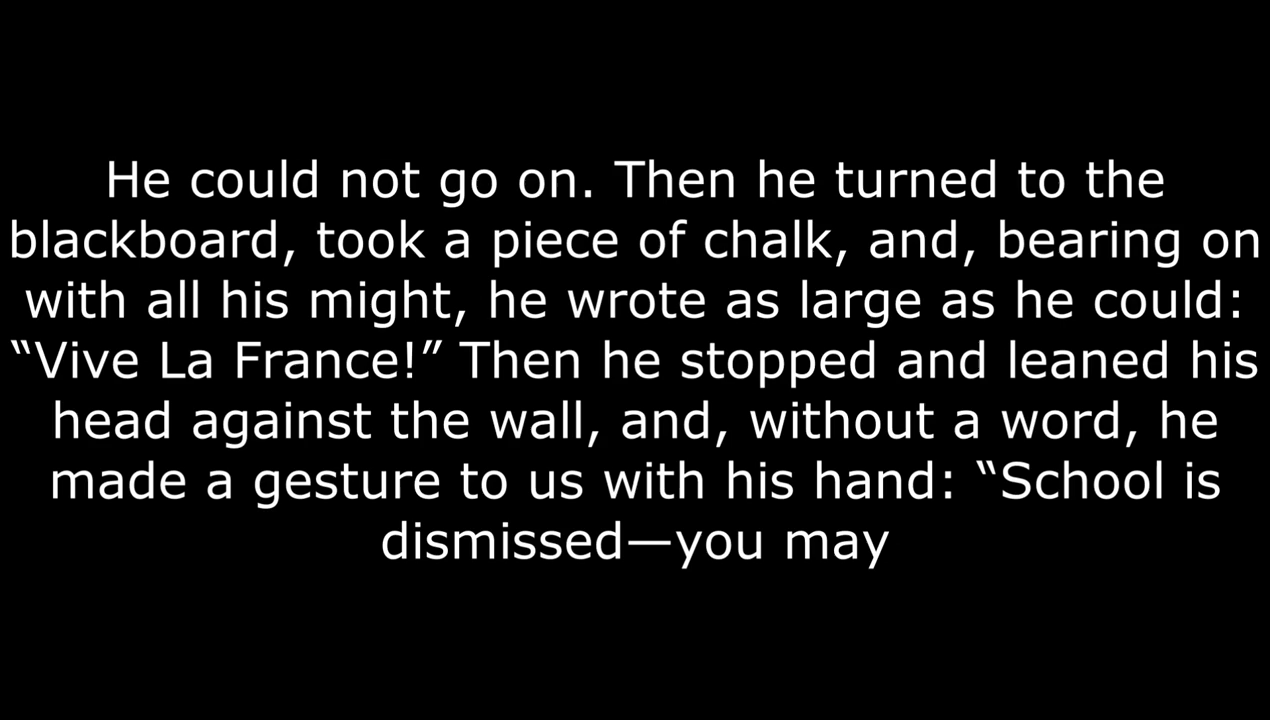 He could not go on. Then he turned to the
blackboard, took a piece of chalk, and, bearing on
with all his might, he wrote as large as he could:
“Vive La France!” Then he stopped and leaned his
head against the wall, and, without a word, he
made a gesture to us with his hand: “School is
dismissed—you may